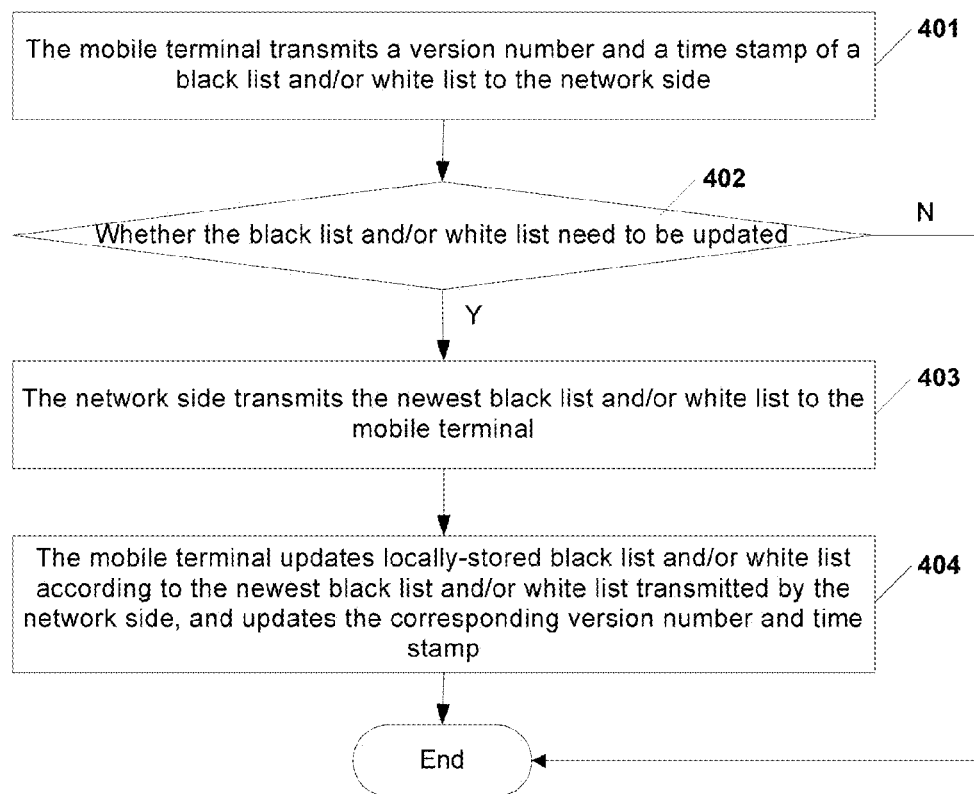 The mobile terminal transmits a version number and a time stamp of a
black list and/or white list to the network side
401
402
Whether the black list and/or white list need to be updated
N
Y
The network side transmits the newest black list and/or white list to the
mobile terminal
403
The mobile terminal updates locally-stored black list and/or white list
according to the newest black list and/or white list transmitted by the
network side, and updates the corresponding version number and time
stamp
404
End